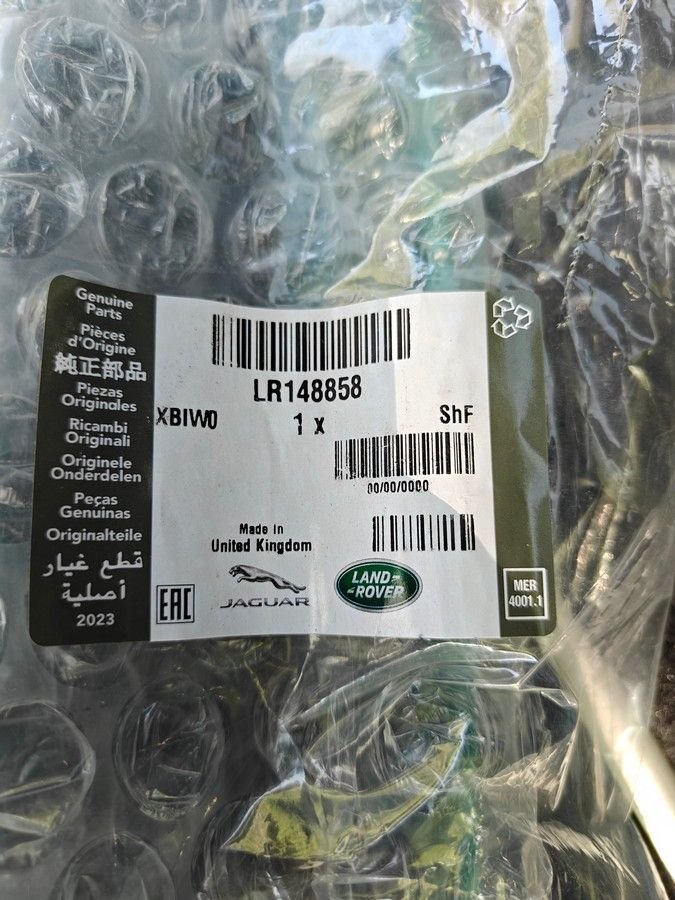 Genuine
Parts
Pièces
d'Origine
純正部品
Piezas
Originales
Ricambi
Originali
Originele
Onderdelen
Peças
Genuínas
Originalteile
قطع غيار
أصلية
2023
LR148858
XBIW0
1 x
ShF
00/00/0000
Made in
United Kingdom
EAC
JAGUAR
LAND-
-ROVER
MER
4001.1